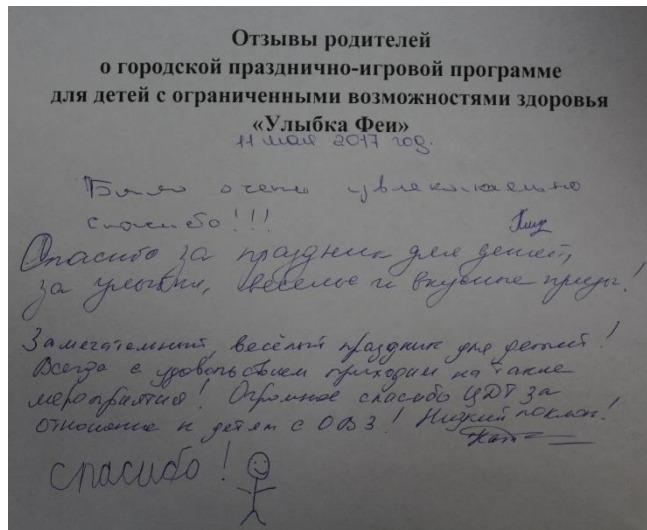 Отзывы родителей
о городской празднично-игровой программе
для детей с ограниченными возможностями здоровья
«Улыбка Феи»
11 мая 2017 год.
Было очень увлекательно
спасибо!!!
Спасибо за праздник для детей,
за улыбки, веселье и вкусные призы!
Замечательный, весёлый праздник для детей!
Всегда с удовольствием приходим на такие
мероприятия! Огромное спасибо ЦДТ за
отношение к детям с ОВЗ! Низкий поклон!
спасибо!